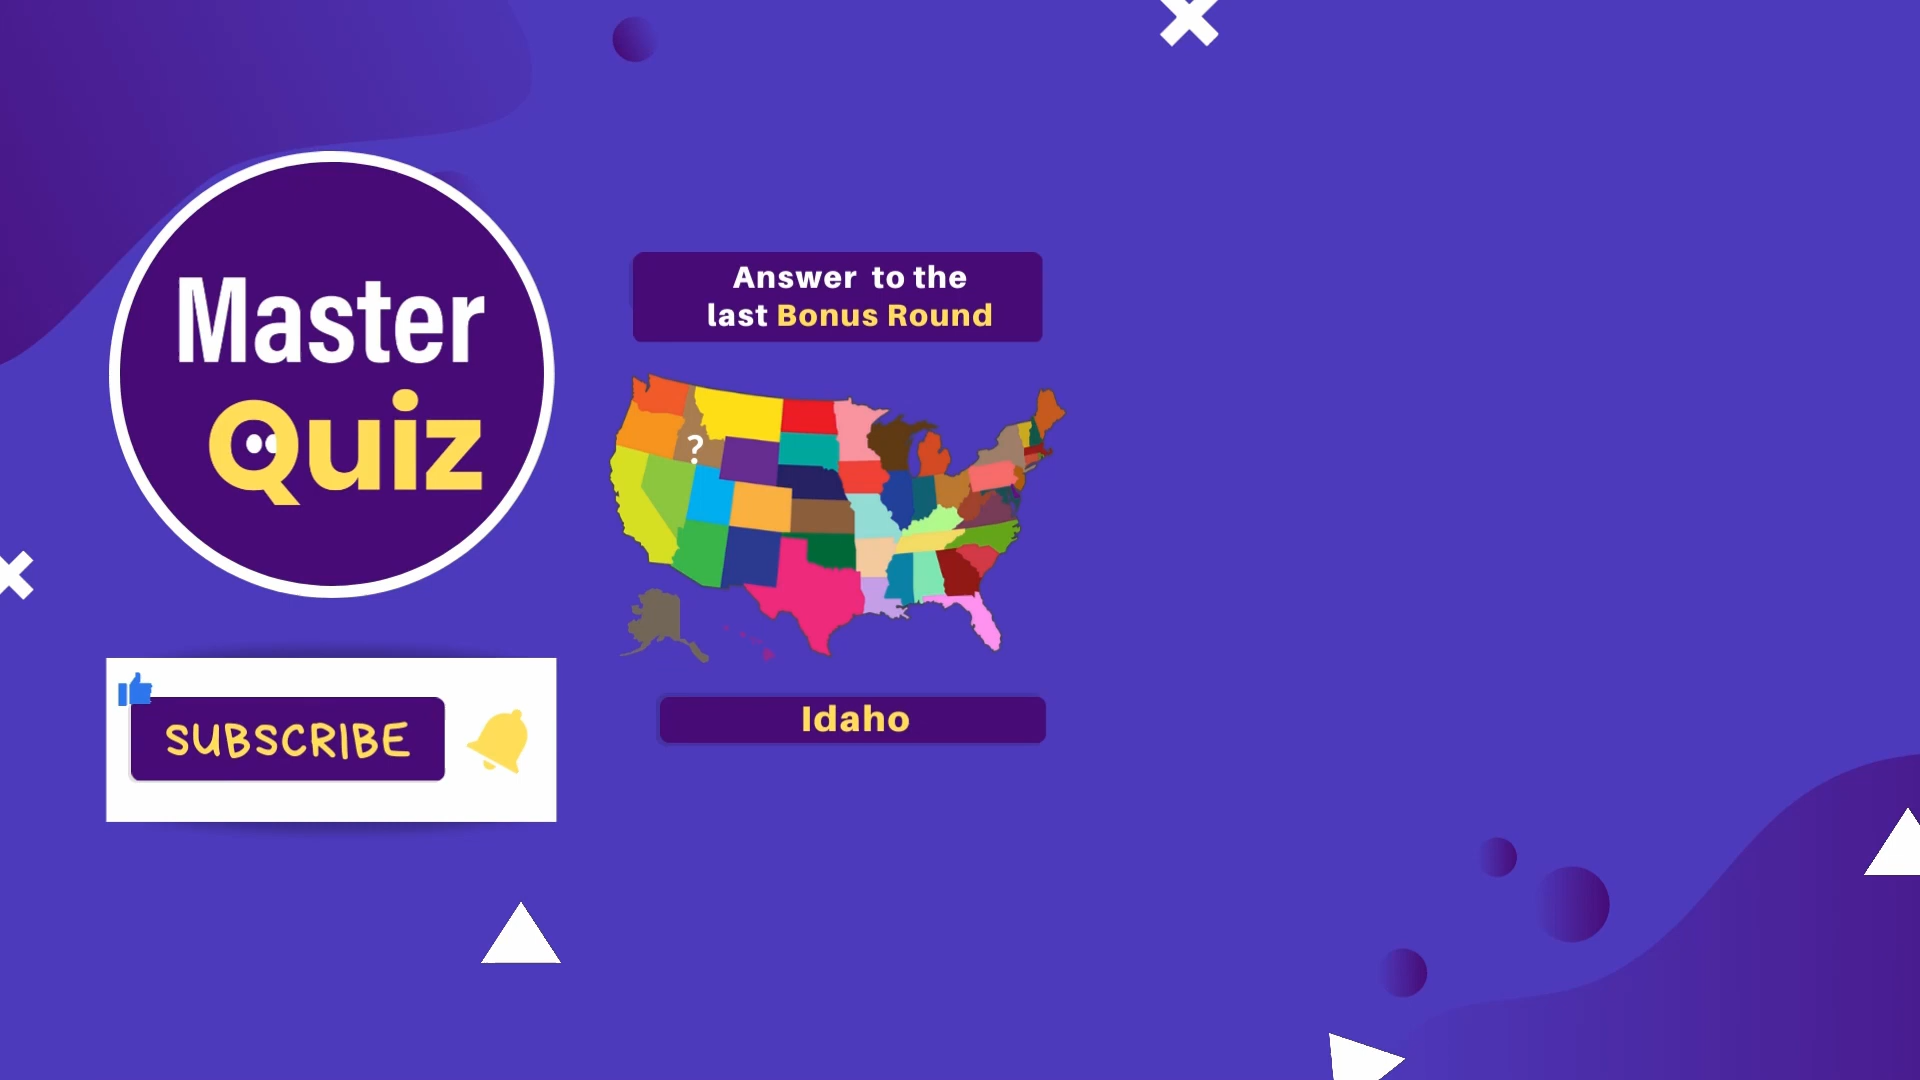 Master
Quiz
SUBSCRIBE
Answer to the
last Bonus Round
?
Idaho